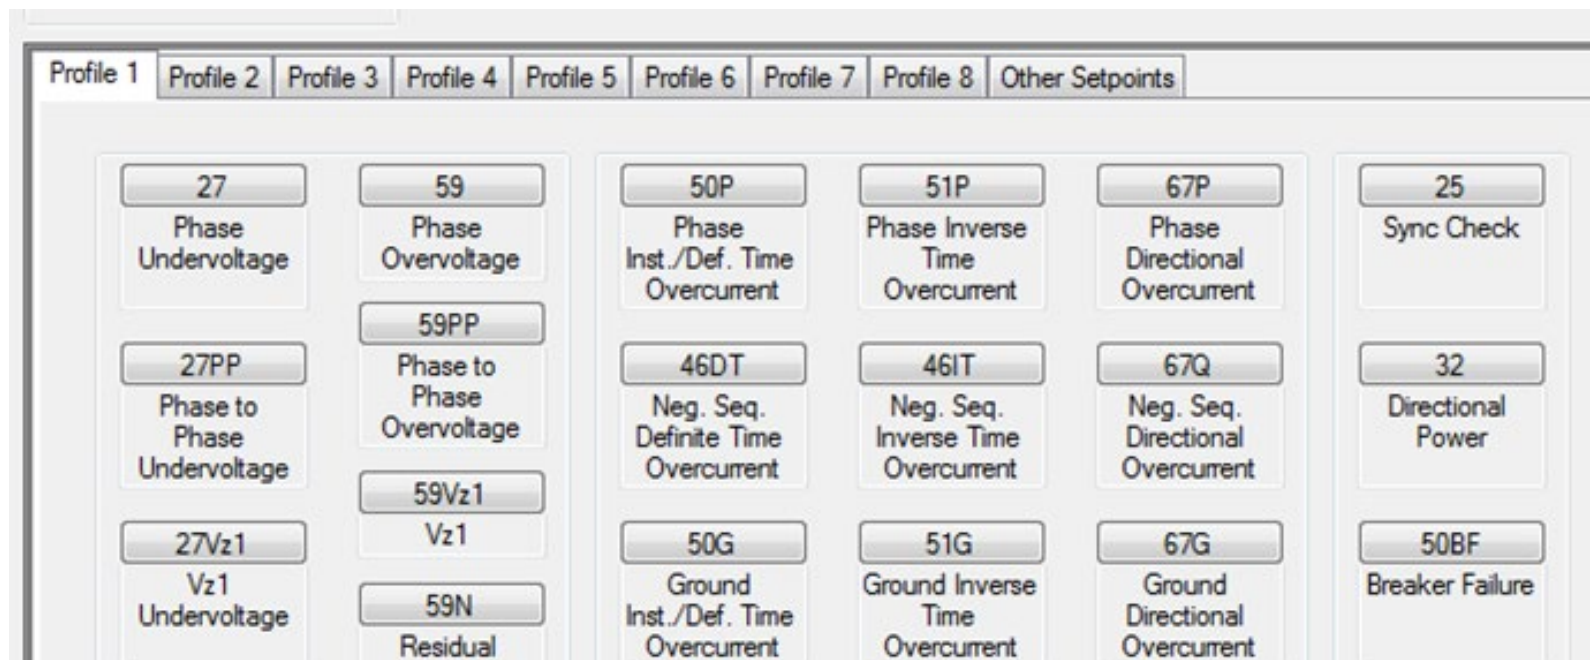 Profile 1 Profile 2 Profile 3 Profile 4 Profile 5 Profile 6 Profile 7 Profile 8 Other Setpoints
27
Phase
Undervoltage
27PP
Phase to
Phase
Undervoltage
27Vz1
Vz1
Undervoltage
59
Phase
Overvoltage
59PP
Phase to
Phase
Overvoltage
59Vz1
Vz1
59N
Residual
50P
Phase
Inst./Def. Time
Overcurrent
46DT
Neg. Seq.
Definite Time
Overcurrent
50G
Ground
Inst./Def. Time
Overcurrent
51P
Phase Inverse
Time
Overcurrent
46IT
Neg. Seq.
Inverse Time
Overcurrent
51G
Ground Inverse
Time
Overcurrent
67P
Phase
Directional
Overcurrent
67Q
Neg. Seq.
Directional
Overcurrent
67G
Ground
Directional
Overcurrent
25
Sync Check
32
Directional
Power
50BF
Breaker Failure